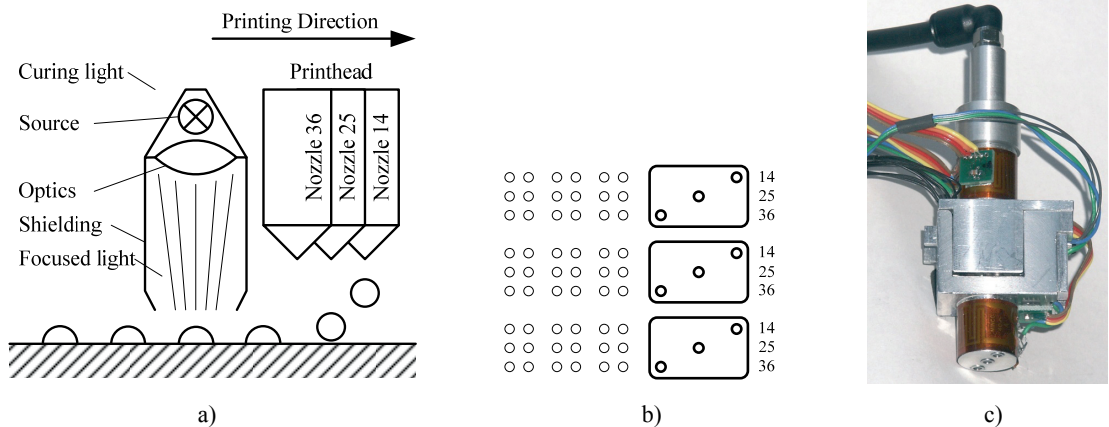 Printing Direction
Curing light
Printhead
Source
Nozzle 36
Nozzle 25
Nozzle 14
Optics
Shielding
Focused light
14
25
36
14
25
36
14
25
36
a)
b)
c)